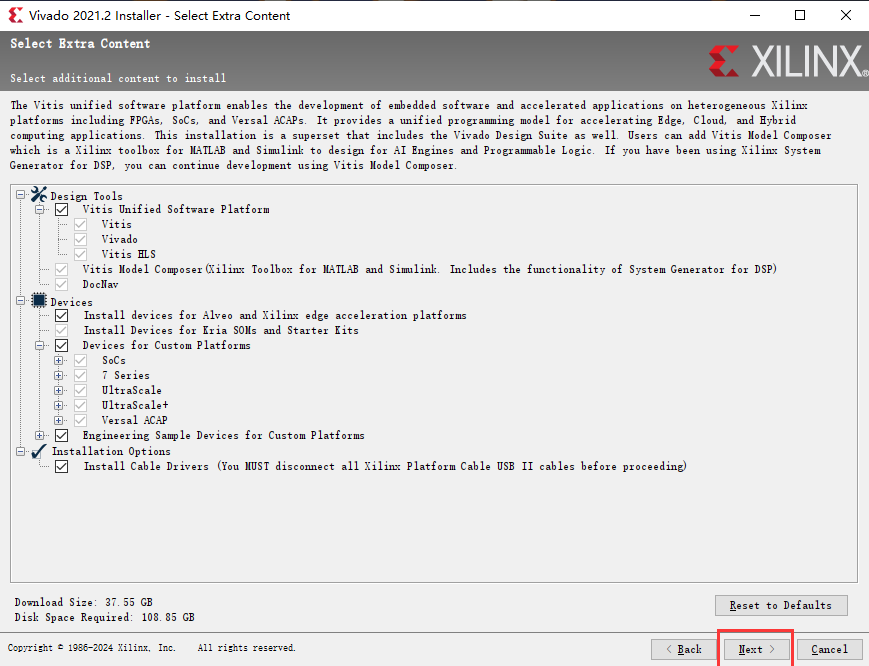 Vivado 2021.2 Installer - Select Extra Content
Select Extra Content
XILINX®
Select additional content to install
The Vitis unified software platform enables the development of embedded software and accelerated applications on heterogeneous Xilinx
platforms including FPGAs, SoCs, and Versal ACAPs. It provides a unified programming model for accelerating Edge, Cloud, and Hybrid
computing applications. This installation is a superset that includes the Vivado Design Suite as well. Users can add Vitis Model Composer
which is a Xilinx toolbox for MATLAB and Simulink to design for AI Engines and Programmable Logic. If you have been using Xilinx System
Generator for DSP, you can continue development using Vitis Model Composer.
Design Tools
Vitis Unified Software Platform
Vitis
Vivado
Vitis HLS
Vitis Model Composer(Xilinx Toolbox for MATLAB and Simulink. Includes the functionality of System Generator for DSP)
DocNav
Devices
Install devices for Alveo and Xilinx edge acceleration platforms
Install Devices for Kria SOMs and Starter Kits
Devices for Custom Platforms
SoCs
7 Series
UltraScale
UltraScale+
Versal ACAP
Engineering Sample Devices for Custom Platforms
Installation Options
Install Cable Drivers (You MUST disconnect all Xilinx Platform Cable USB II cables before proceeding)
Download Size: 37.55 GB
Disk Space Required: 108.85 GB
Reset to Defaults
Copyright © 1986-2024 Xilinx, Inc. All rights reserved.
< Back
Next >
Cancel